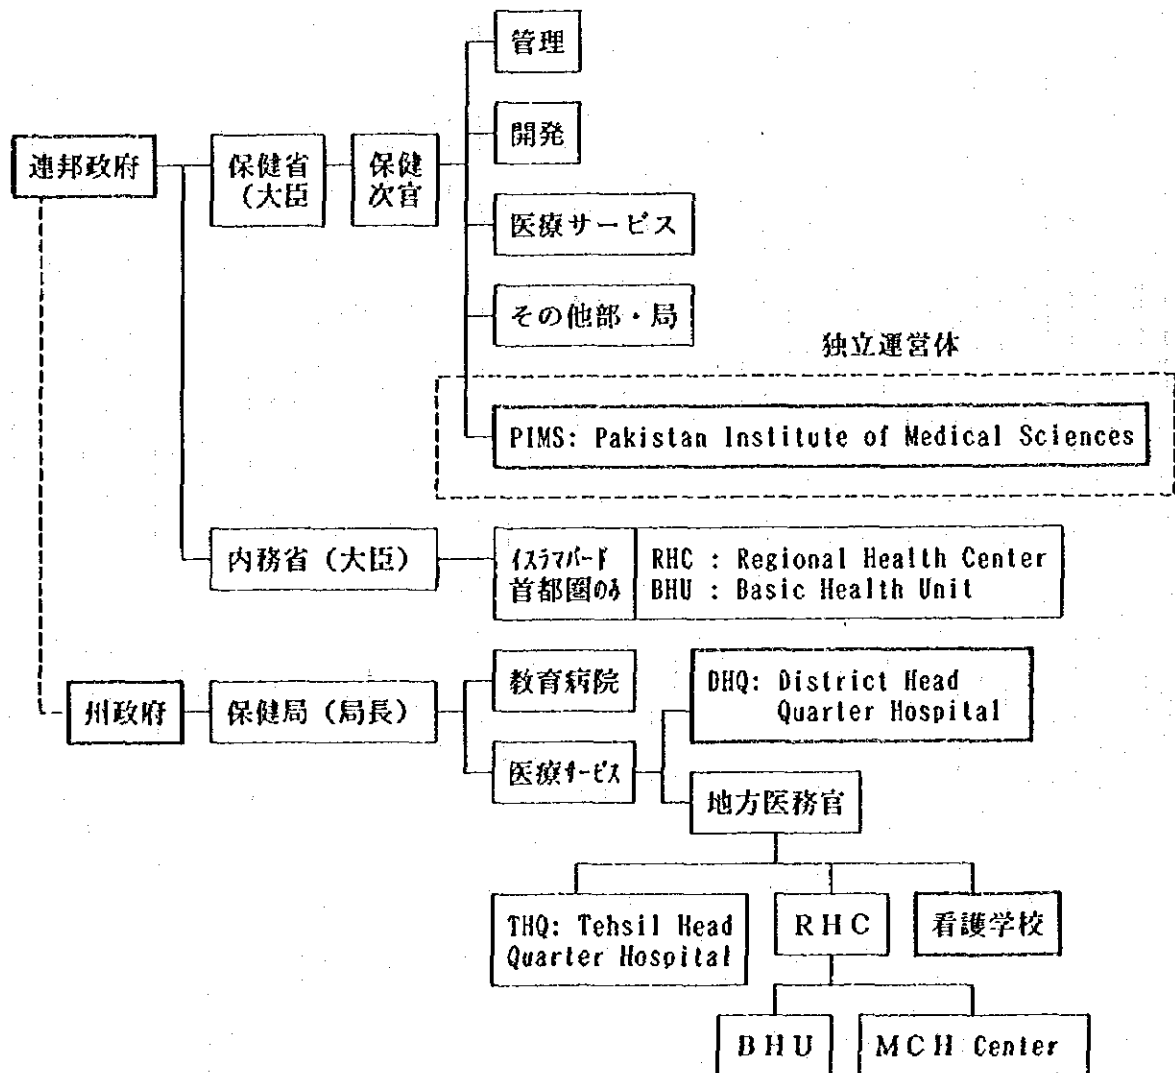 管理
開発
連邦政府
保健省
（大臣
保健
次官
医療サービス
その他部・局
独立運営体
PIMS: Pakistan Institute of Medical Sciences
内務省（大臣）
イスラマバード
首都圏のみ
RHC : Regional Health Center
BHU : Basic Health Unit
教育病院
DHQ: District Head
Quarter Hospital
州政府
保健局（局長）
医療サービス
地方医務官
THQ: Tehsil Head
Quarter Hospital
RHC
看護学校
BHU
MCH Center